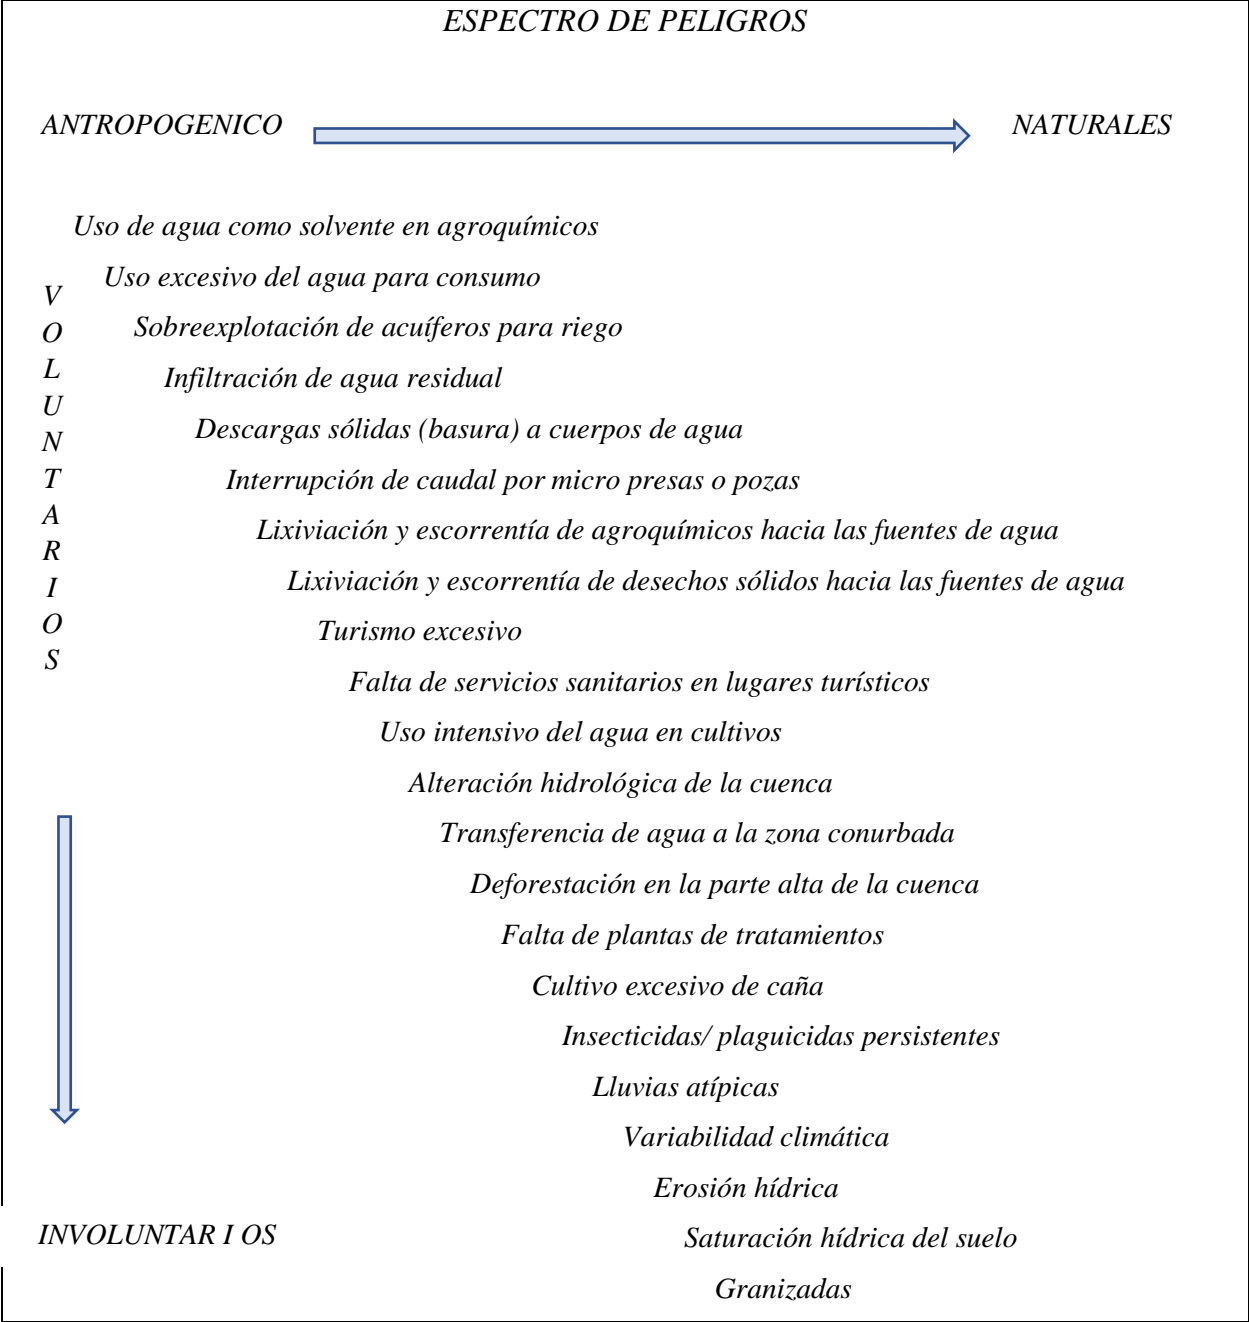 ESPECTRO DE PELIGROS
ANTROPOGENICO
NATURALES
Uso de agua como solvente en agroquímicos
Uso excesivo del agua para consumo
Sobreexplotación de acuíferos para riego
Infiltración de agua residual
Descargas sólidas (basura) a cuerpos de agua
Interrupción de caudal por micro presas o pozas
Lixiviación y escorrentía de agroquímicos hacia las fuentes de agua
Lixiviación y escorrentía de desechos sólidos hacia las fuentes de agua
Turismo excesivo
Falta de servicios sanitarios en lugares turísticos
Uso intensivo del agua en cultivos
Alteración hidrológica de la cuenca
Transferencia de agua a la zona conurbada
Deforestación en la parte alta de la cuenca
Falta de plantas de tratamientos
Cultivo excesivo de caña
Insecticidas/ plaguicidas persistentes
Lluvias atípicas
Variabilidad climática
Erosión hídrica
Saturación hídrica del suelo
Granizadas
V
O
L
U
N
T
A
R
I
O
S
INVOLUNTAR I OS